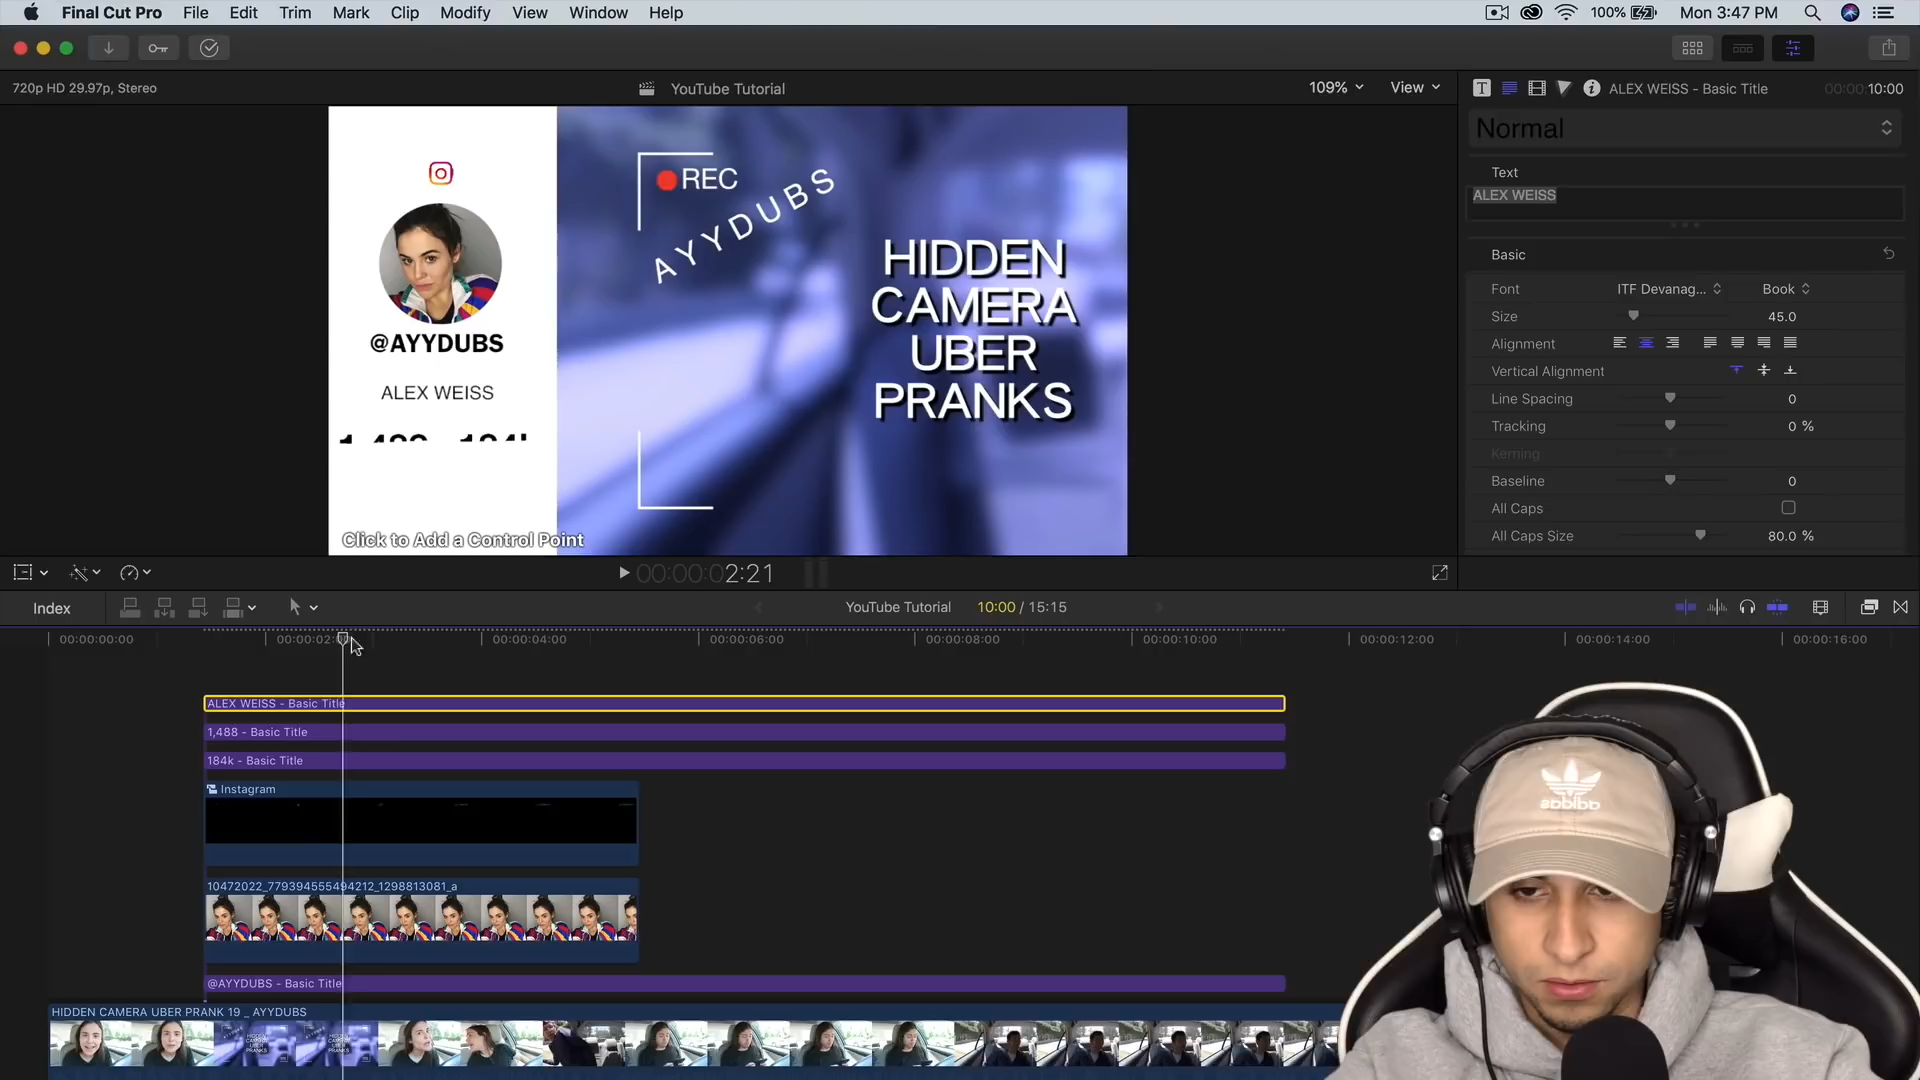 Final Cut Pro File Edit Trim Mark Clip Modify View Window Help 100% Mon 3:47 PM
720p HD 29.97p, Stereo YouTube Tutorial 109% View
ALEX WEISS - Basic Title 00:00:10:00
Normal
Text
ALEX WEISS
Basic
Font ITF Devanag... Book
Size 45.0
Alignment
Vertical Alignment
Line Spacing 0
Tracking 0 %
Kerning
Baseline 0
All Caps
All Caps Size 80.0 %
@AYYDUBS
ALEX WEISS
REC
AYYDUBS
HIDDEN
CAMERA
UBER
PRANKS
Click to Add a Control Point
00:00:02:21
Index YouTube Tutorial 10:00 / 15:15
00:00:00:00 00:00:04:00 00:00:06:00 00:00:08:00 00:00:10:00 00:00:12:00 00:00:14:00 00:00:16:00
ALEX WEISS - Basic Title
1,488 - Basic Title
184k - Basic Title
Instagram
10472022_779394555494212_1298813081_a
@AYYDUBS - Basic Title
HIDDEN CAMERA UBER PRANK 19 _ AYYDUBS
adidas